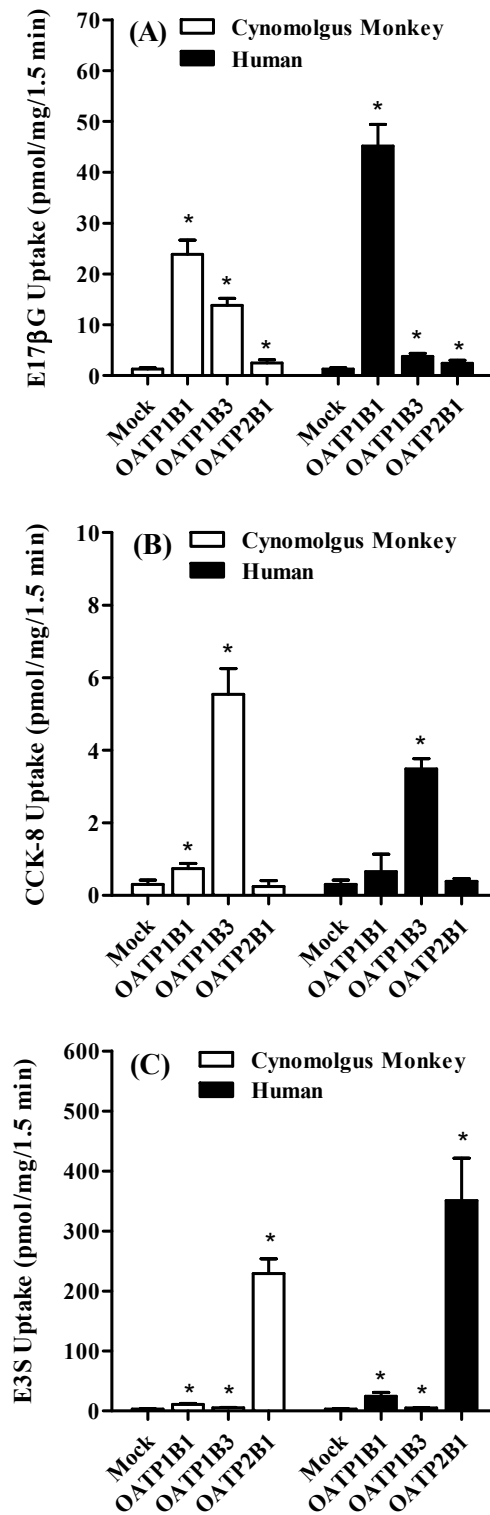 (A)
Cynomolgus Monkey
Human
E17βG Uptake (pmol/mg/1.5 min)
70
60
50
40
30
20
10
0
*
*
*
*
*
*
Mock
OATP1B1
OATP1B3
OATP2B1
Mock
OATP1B1
OATP1B3
OATP2B1
(B)
Cynomolgus Monkey
Human
CCK-8 Uptake (pmol/mg/1.5 min)
10
8
6
4
2
0
*
*
*
Mock
OATP1B1
OATP1B3
OATP2B1
Mock
OATP1B1
OATP1B3
OATP2B1
(C)
Cynomolgus Monkey
Human
E3S Uptake (pmol/mg/1.5 min)
600
500
400
300
200
100
0
*
*
*
*
*
*
Mock
OATP1B1
OATP1B3
OATP2B1
Mock
OATP1B1
OATP1B3
OATP2B1